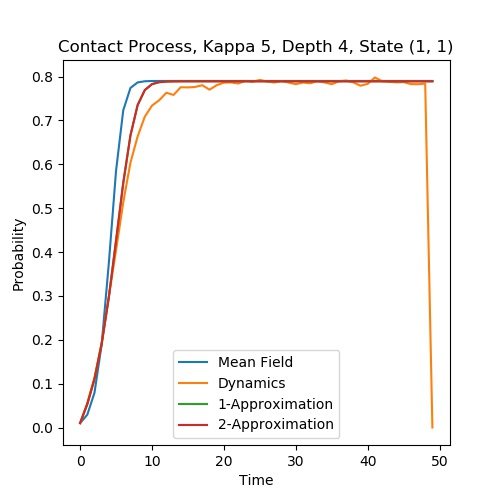 Contact Process, Kappa 5, Depth 4, State (1, 1)
Probability
0.8
0.7
0.6
0.5
0.4
0.3
0.2
0.1
0.0
Mean Field
Dynamics
1-Approximation
2-Approximation
0 10 20 30 40 50
Time